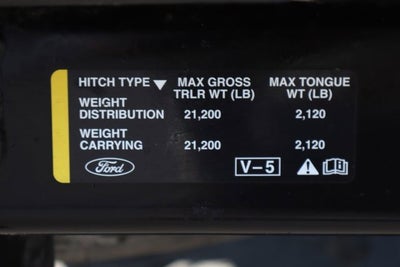 HITCH TYPE ▼ MAX GROSS TRLR WT (LB) MAX TONGUE WT (LB)
WEIGHT DISTRIBUTION 21,200 2,120
WEIGHT CARRYING 21,200 2,120
Ford V-5